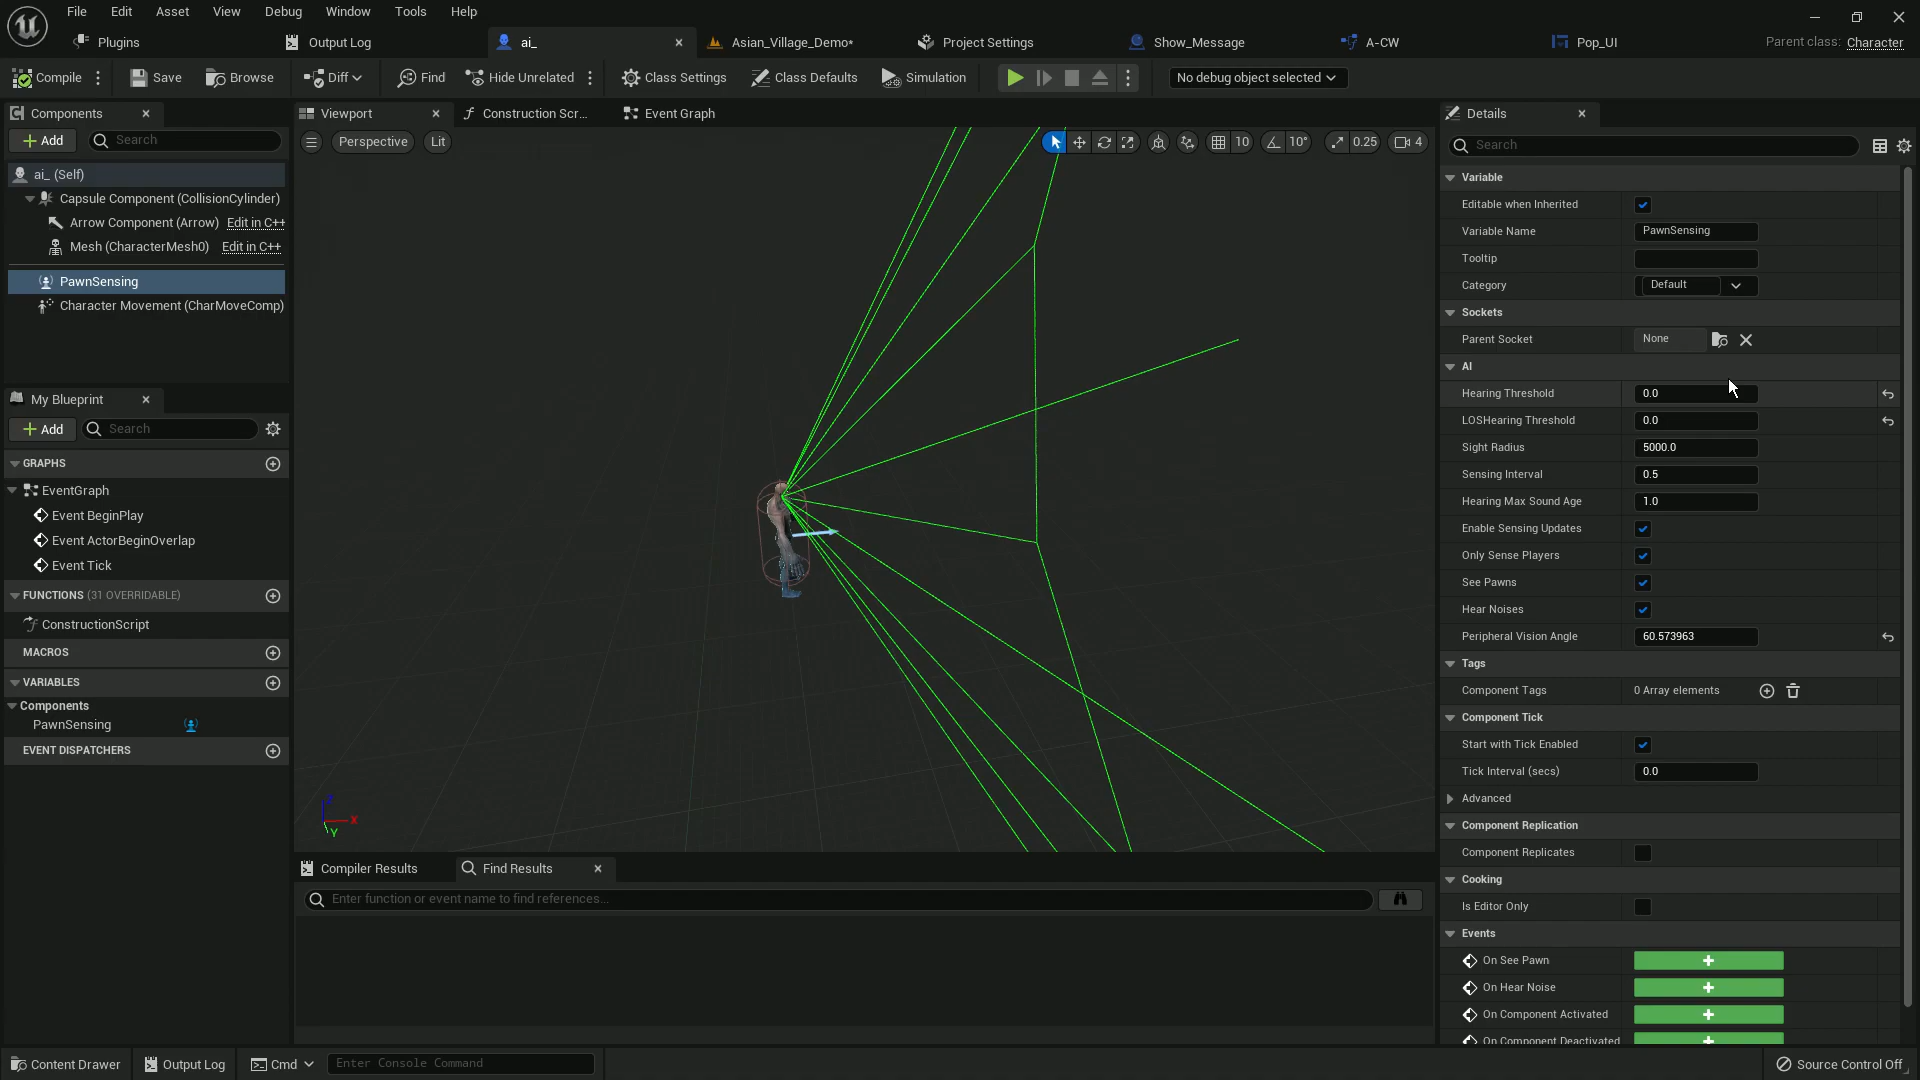 File Edit Asset View Debug Window Tools Help
Plugins Output Log ai_ Asian_Village_Demo* Project Settings Show_Message A-CW Pop_UI Parent class: Character
Compile Save Browse Diff Find Hide Unrelated Class Settings Class Defaults Simulation No debug object selected
Components
Add Search
ai_ (Self)
Capsule Component (CollisionCylinder)
Arrow Component (Arrow) Edit in C++
Mesh (CharacterMesh0) Edit in C++
PawnSensing
Character Movement (CharMoveComp)
My Blueprint
Add Search
GRAPHS
EventGraph
Event BeginPlay
Event ActorBeginOverlap
Event Tick
FUNCTIONS (31 OVERRIDABLE)
ConstructionScript
MACROS
VARIABLES
Components
PawnSensing
EVENT DISPATCHERS
Viewport Construction Scr... Event Graph
Perspective Lit 10 10° 0.25 4
Z
X
Y
Compiler Results Find Results
Enter function or event name to find references...
Details
Search
Variable
Editable when Inherited
Variable Name PawnSensing
Tooltip
Category Default
Sockets
Parent Socket None
AI
Hearing Threshold 0.0
LOSHearing Threshold 0.0
Sight Radius 5000.0
Sensing Interval 0.5
Hearing Max Sound Age 1.0
Enable Sensing Updates
Only Sense Players
See Pawns
Hear Noises
Peripheral Vision Angle 60.573963
Tags
Component Tags 0 Array elements
Component Tick
Start with Tick Enabled
Tick Interval (secs) 0.0
Advanced
Component Replication
Component Replicates
Cooking
Is Editor Only
Events
On See Pawn
On Hear Noise
On Component Activated
On Component Deactivated
Content Drawer Output Log Cmd Enter Console Command Source Control Off